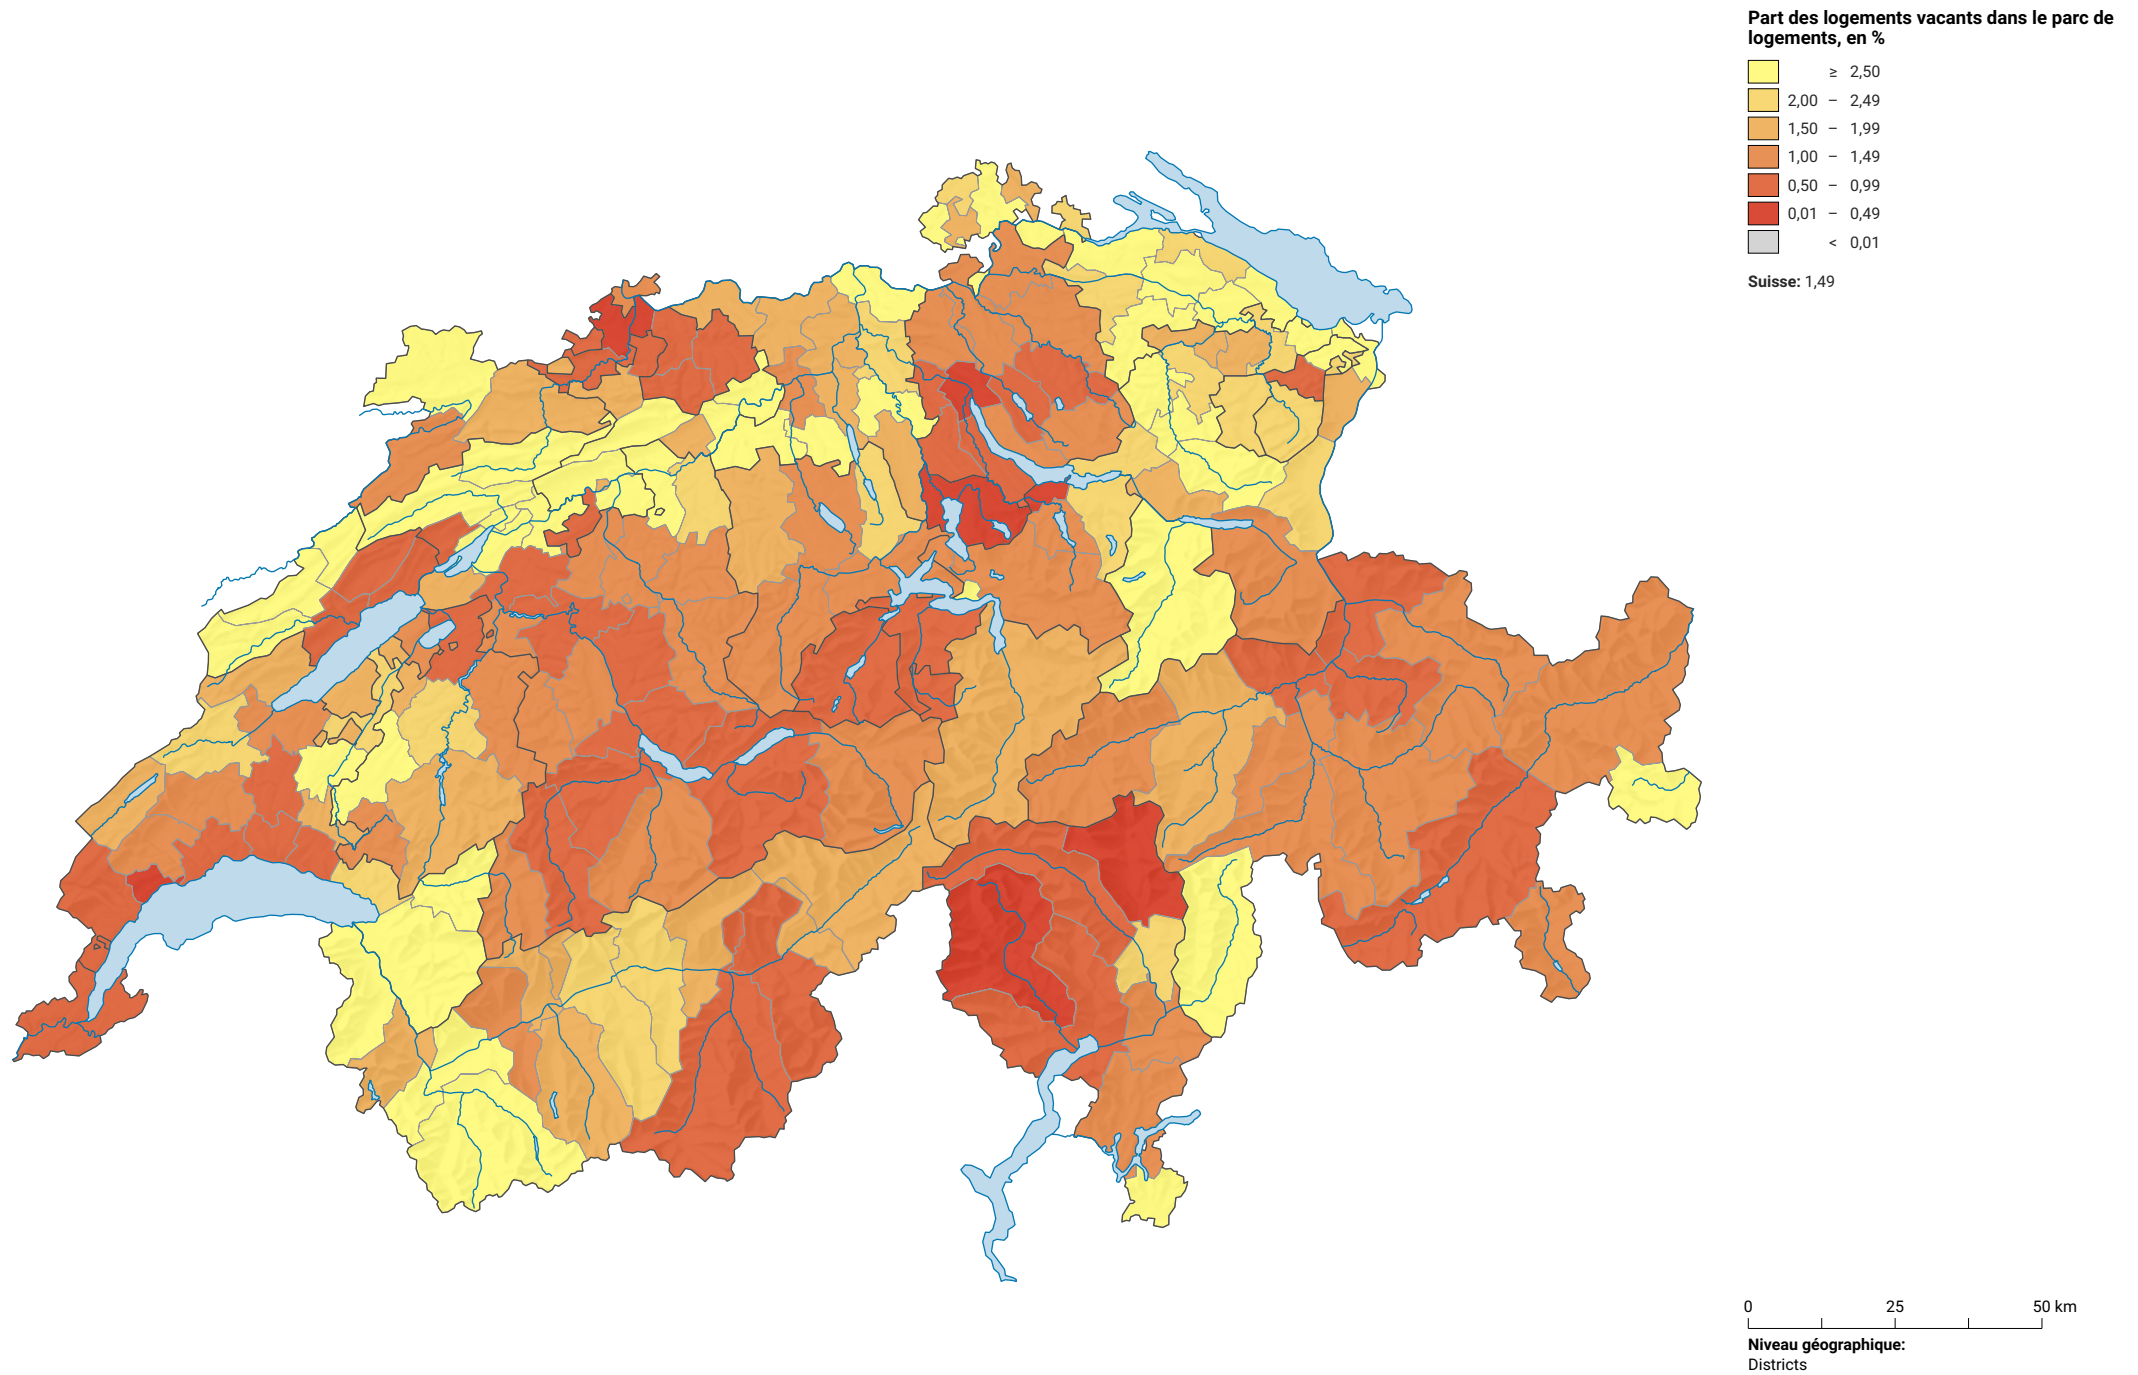 Part des logements vacants dans le parc de
logements, en %
≥ 2,50
2,00 – 2,49
1,50 – 1,99
1,00 – 1,49
0,50 – 0,99
0,01 – 0,49
< 0,01
Suisse: 1,49
0 25 50 km
Niveau géographique:
Districts